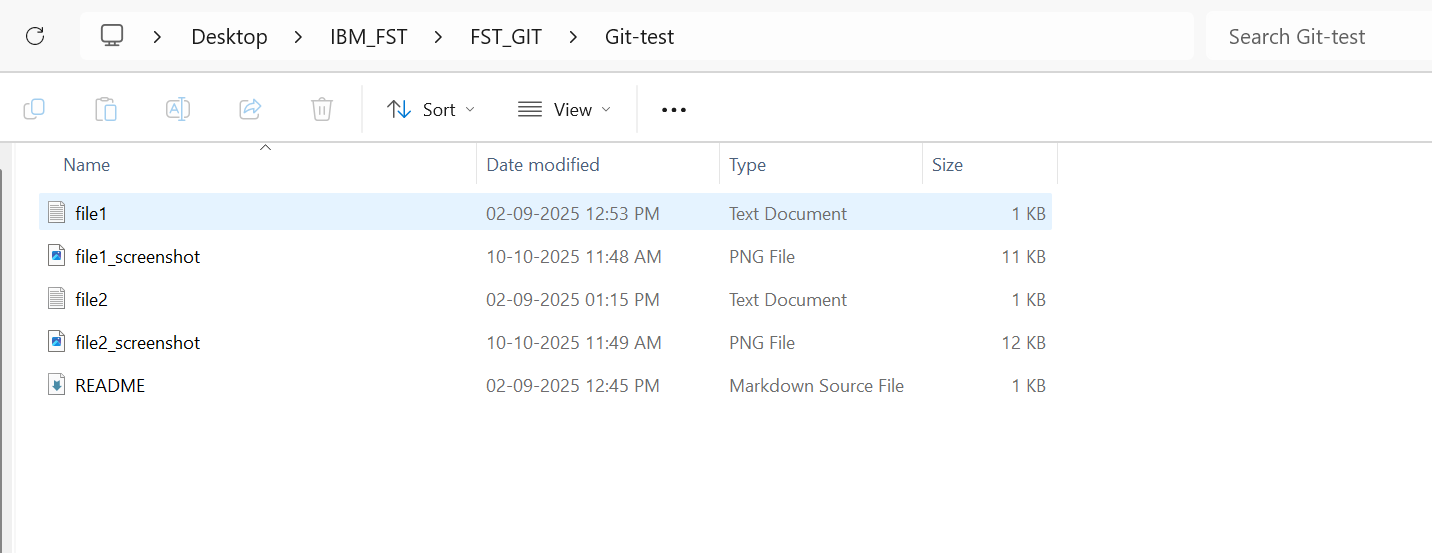 Desktop > IBM_FST > FST_GIT > Git-test Search Git-test
Sort View
Name Date modified Type Size
file1 02-09-2025 12:53 PM Text Document 1 KB
file1_screenshot 10-10-2025 11:48 AM PNG File 11 KB
file2 02-09-2025 01:15 PM Text Document 1 KB
file2_screenshot 10-10-2025 11:49 AM PNG File 12 KB
README 02-09-2025 12:45 PM Markdown Source File 1 KB